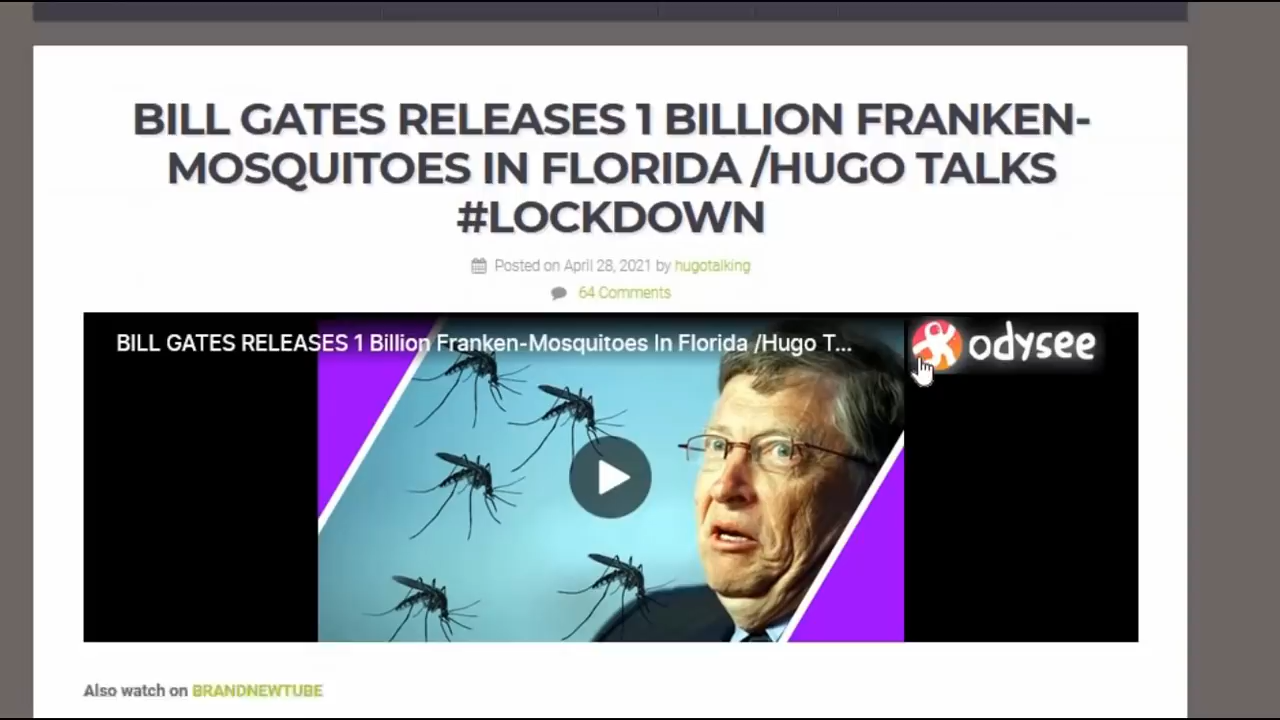 BILL GATES RELEASES 1 BILLION FRANKEN-
MOSQUITOES IN FLORIDA /HUGO TALKS
#LOCKDOWN
Posted on April 28, 2021 by hugotalking
64 Comments
BILL GATES RELEASES 1 Billion Franken-Mosquitoes In Florida /Hugo T...
odysee
Also watch on BRANDNEWTUBE